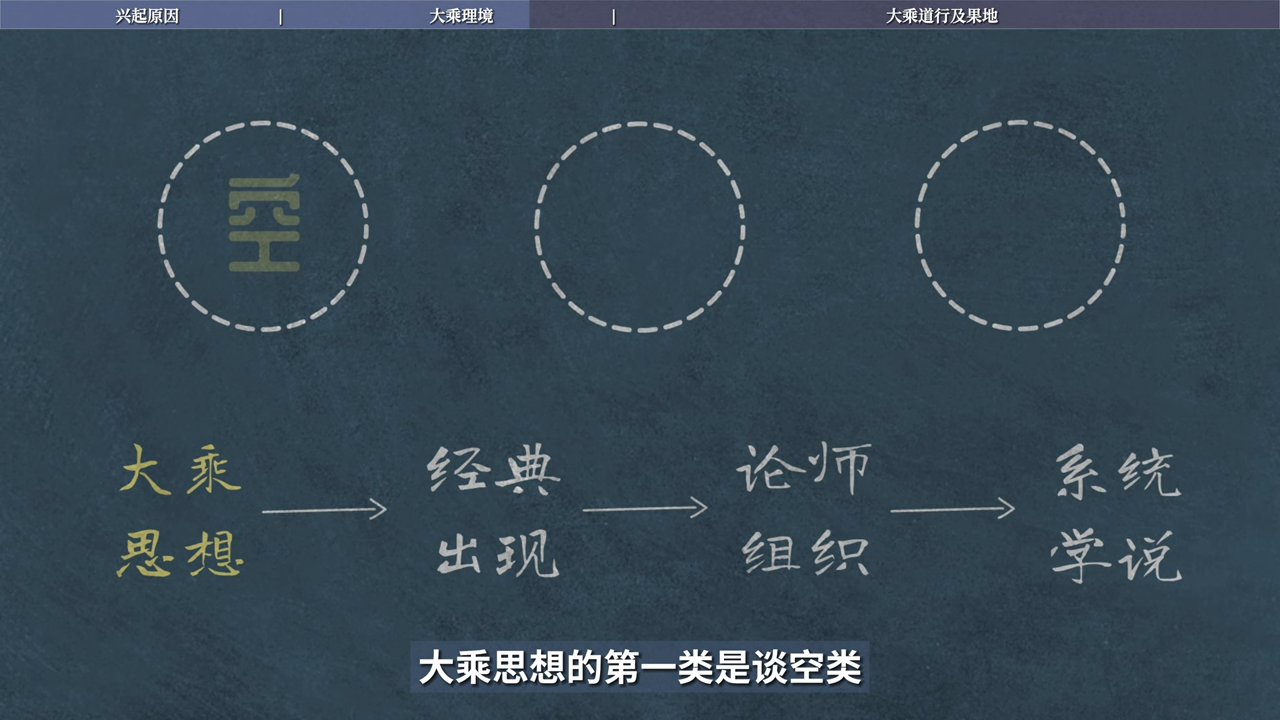 兴起原因 | 大乘理境 | 大乘道行及果地
空
大乘 经典 论师 系统
思想 出现 组织 学说
大乘思想的第一类是谈空类